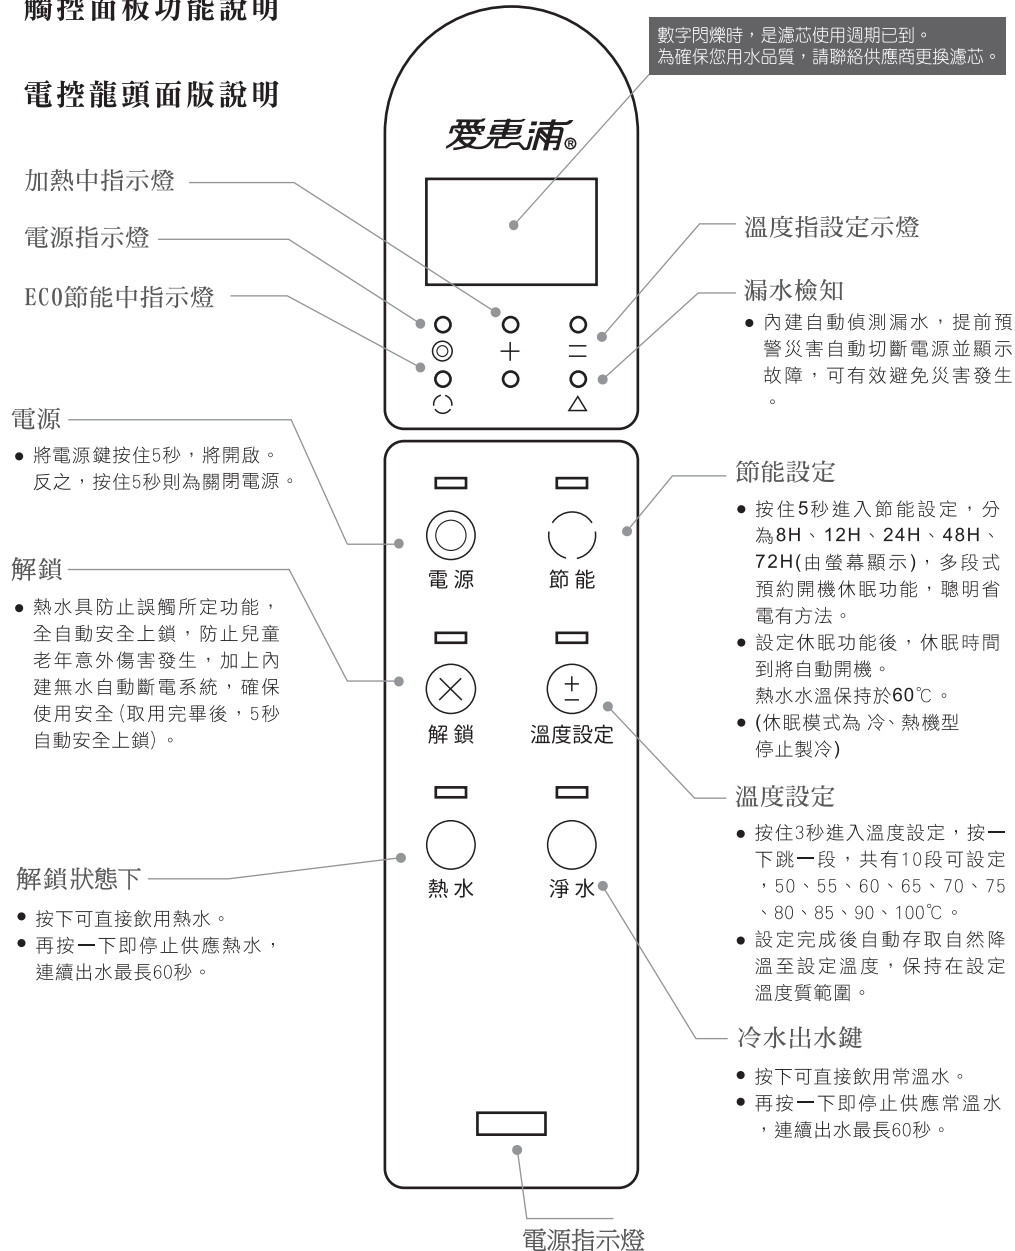 觸控面板功能說明
電控龍頭面版說明
數字閃爍時，是濾芯使用週期已到。
為確保您用水品質，請聯絡供應商更換濾芯。
愛惠浦®
加熱中指示燈
電源指示燈
ECO節能中指示燈
溫度指設定示燈
漏水檢知
● 內建自動偵測漏水，提前預
警災害自動切斷電源並顯示
故障，可有效避免災害發生
。
電源
● 將電源鍵按住5秒，將開啟。
反之，按住5秒則為關閉電源。
解鎖
● 熱水具防止誤觸所定功能，
全自動安全上鎖，防止兒童
老年意外傷害發生，加上內
建無水自動斷電系統，確保
使用安全(取用完畢後，5秒
自動安全上鎖)。
解鎖狀態下
● 按下可直接飲用熱水。
● 再按一下即停止供應熱水，
連續出水最長60秒。
電源
節能
解鎖
溫度設定
熱水
淨水
節能設定
● 按住5秒進入節能設定，分
為8H、12H、24H、48H、
72H(由螢幕顯示)，多段式
預約開機休眠功能，聰明省
電有方法。
● 設定休眠功能後，休眠時間
到將自動開機。
熱水水溫保持於60℃。
● (休眠模式為 冷、熱機型
停止製冷)
溫度設定
● 按住3秒進入溫度設定，按一
下跳一段，共有10段可設定
，50、55、60、65、70、75
、80、85、90、100℃。
● 設定完成後自動存取自然降
溫至設定溫度，保持在設定
溫度質範圍。
冷水出水鍵
● 按下可直接飲用常溫水。
● 再按一下即停止供應常溫水
，連續出水最長60秒。
電源指示燈